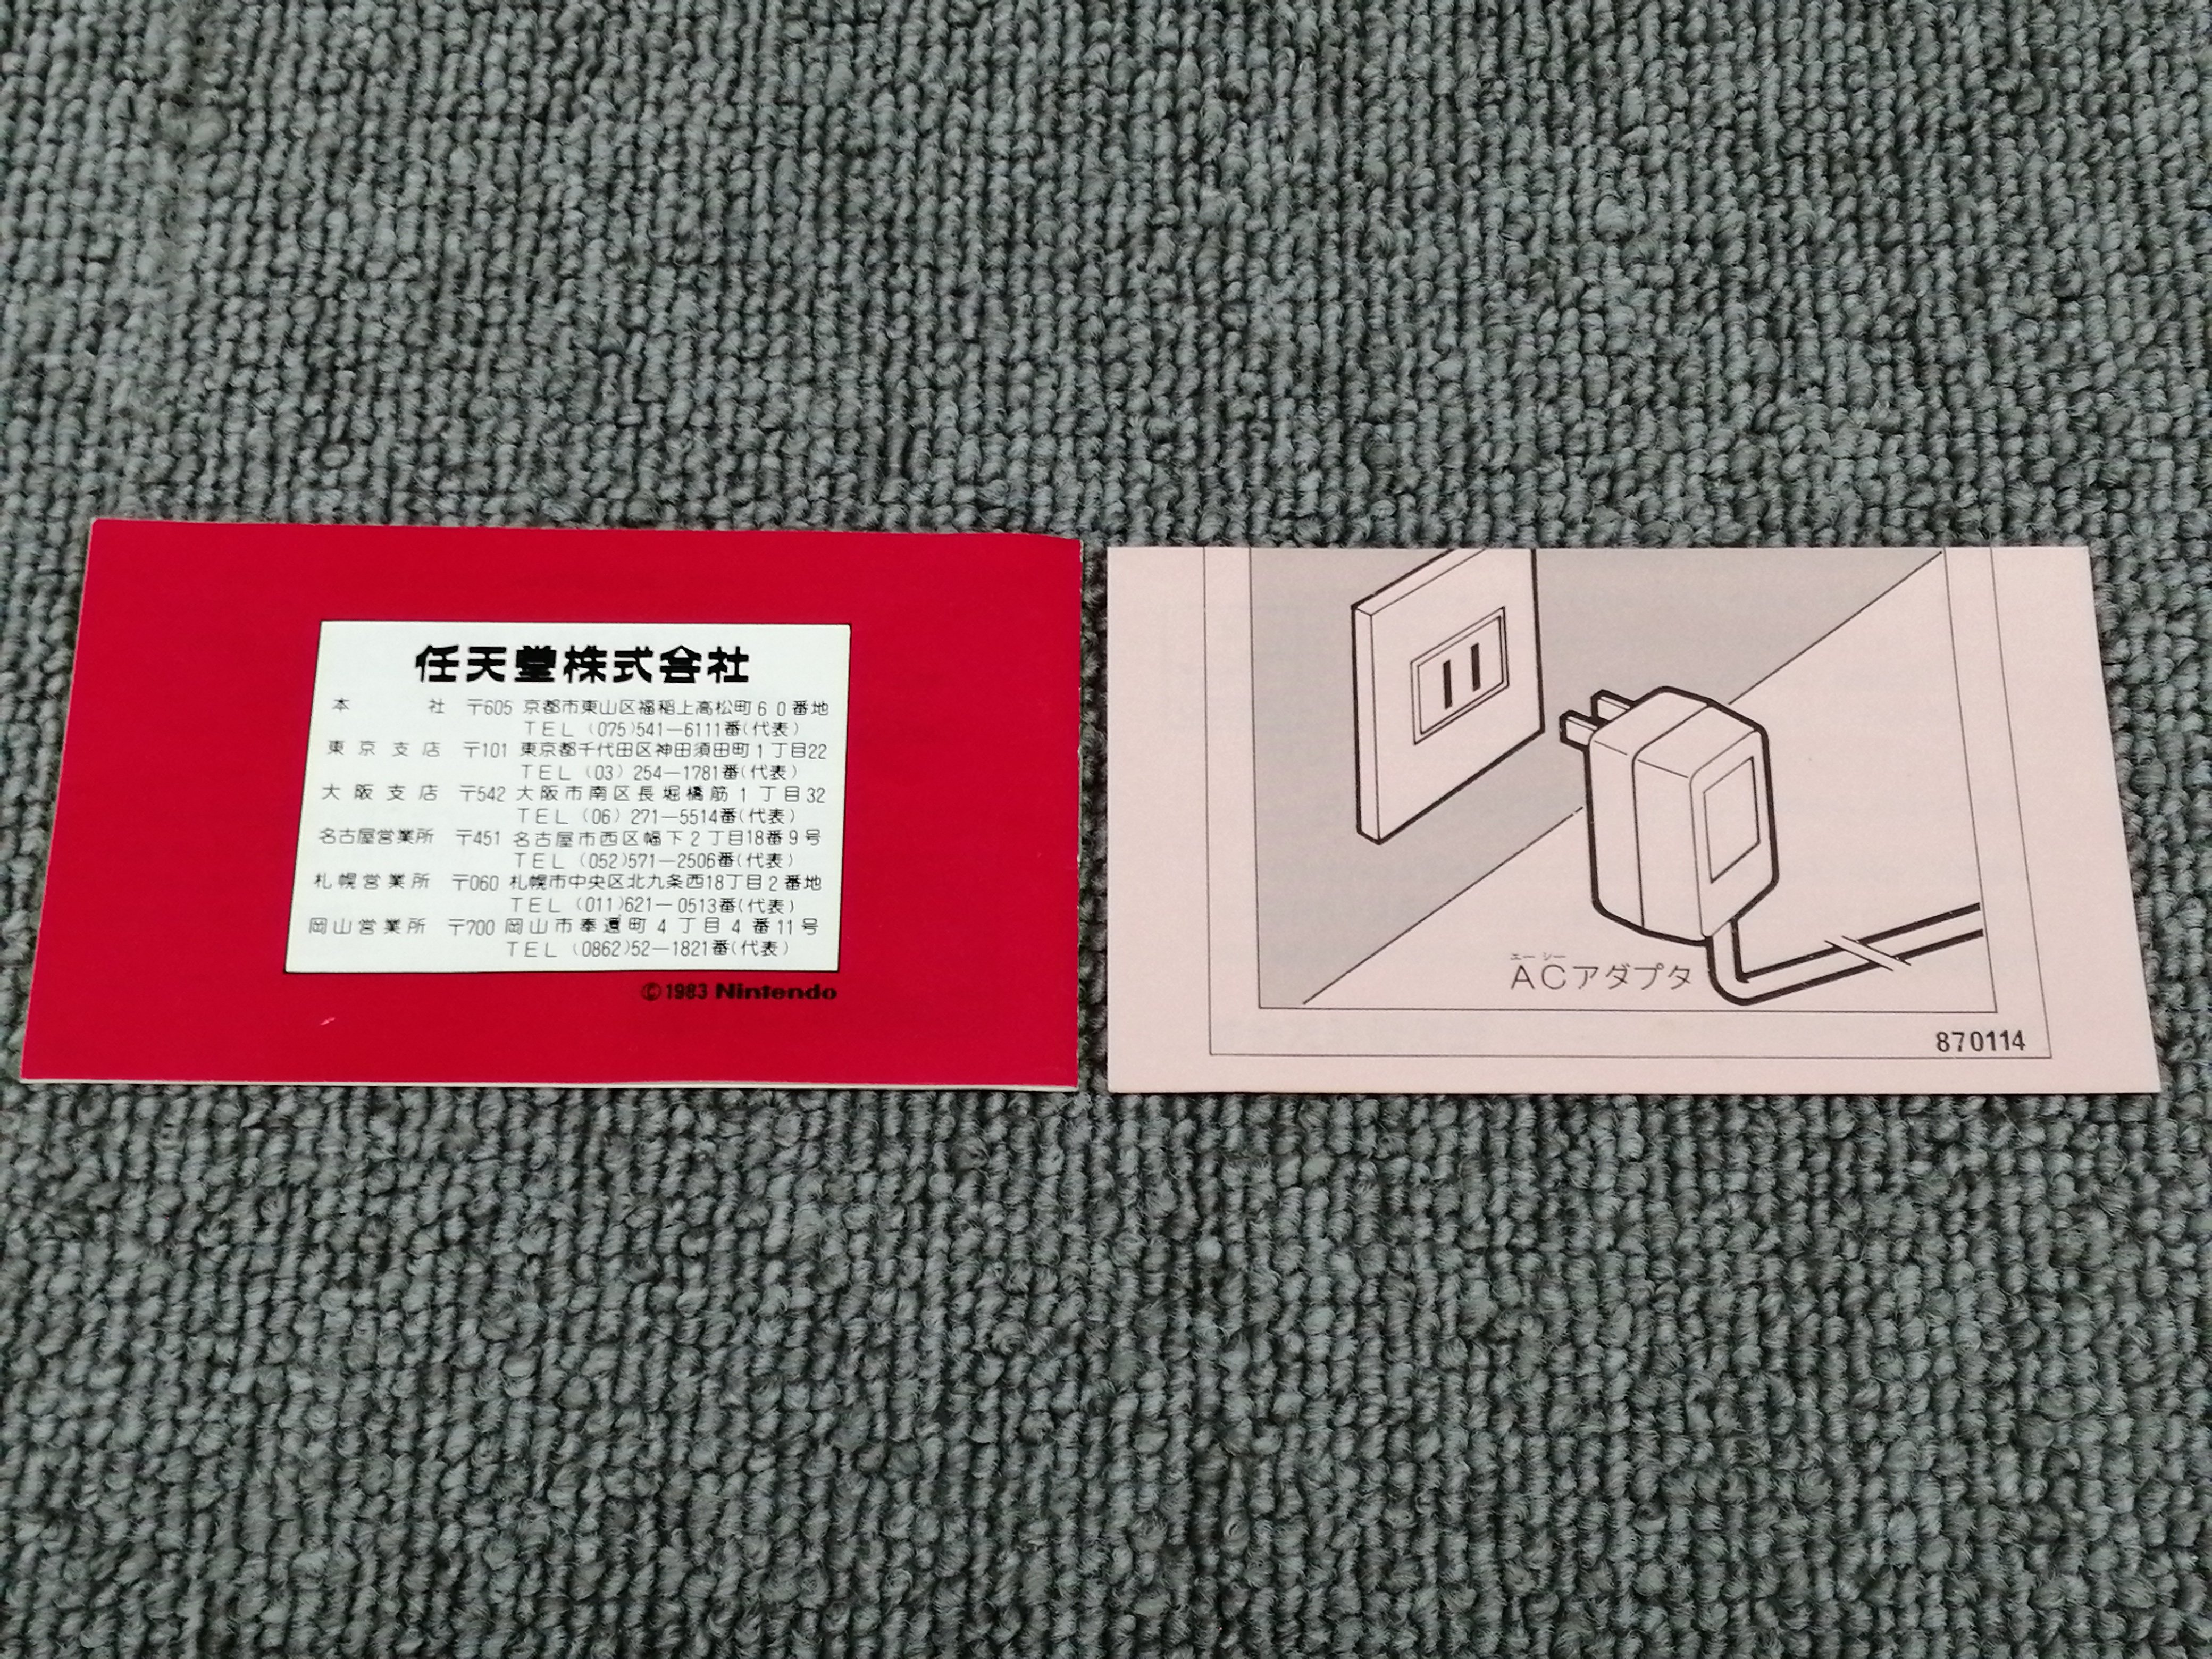 任天堂株式会社
本社 〒605 京都市東山区福稲上高松町60番地
TEL (075)541—6111番(代表)
東京支店 〒101 東京都千代田区神田須田町1丁目22
TEL (03) 254—1781番(代表)
大阪支店 〒542 大阪市南区長堀橋筋1丁目32
TEL (06) 271—5514番(代表)
名古屋営業所 〒451 名古屋市西区幅下2丁目18番9号
TEL (052)571—2506番(代表)
札幌営業所 〒060 札幌市中央区北九条西18丁目2番地
TEL (011)621—0513番(代表)
岡山営業所 〒700 岡山市奉還町4丁目4番11号
TEL (0862)52—1821番(代表)
©1983 Nintendo
エー シー
ACアダプタ
870114